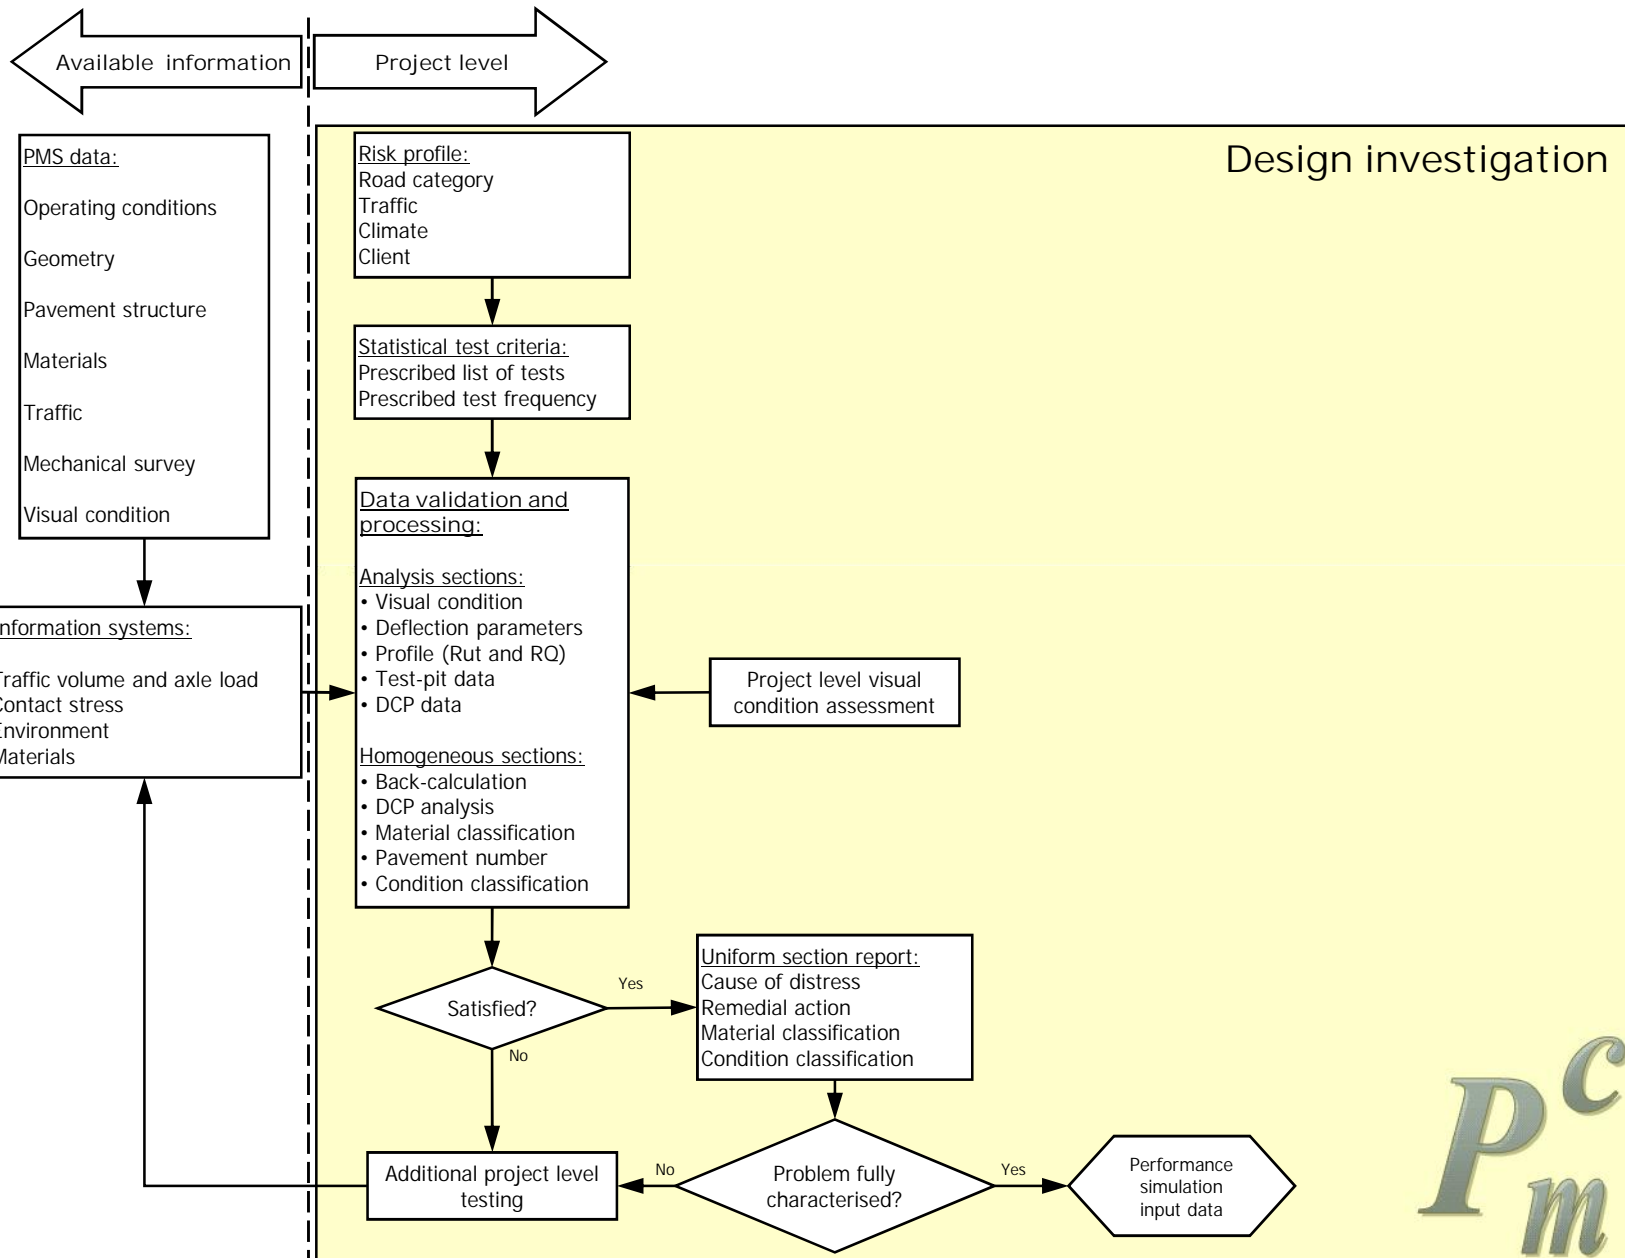 Available information
Project level
Design investigation
PMS data:
Operating conditions
Geometry
Pavement structure
Materials
Traffic
Mechanical survey
Visual condition
nformation systems:
Traffic volume and axle load
Contact stress
Environment
Materials
Risk profile:
Road category
Traffic
Climate
Client
Statistical test criteria:
Prescribed list of tests
Prescribed test frequency
Data validation and
processing:
Analysis sections:
• Visual condition
• Deflection parameters
• Profile (Rut and RQ)
• Test-pit data
• DCP data
Homogeneous sections:
• Back-calculation
• DCP analysis
• Material classification
• Pavement number
• Condition classification
Project level visual
condition assessment
Satisfied?
Yes
No
Uniform section report:
Cause of distress
Remedial action
Material classification
Condition classification
Additional project level
testing
No
Problem fully
characterised?
Yes
Performance
simulation
input data
P c m